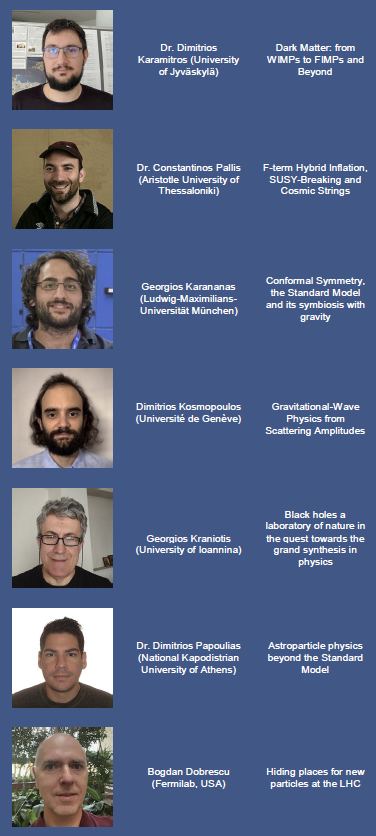 Dr. Dimitrios
Karamitros (University
of Jyväskylä)
Dark Matter: from
WIMPs to FIMPs and
Beyond
Dr. Constantinos Pallis
(Aristotle University of
Thessaloniki)
F-term Hybrid Inflation,
SUSY-Breaking and
Cosmic Strings
Georgios Karananas
(Ludwig-Maximilians-
Universität München)
Conformal Symmetry,
the Standard Model
and its symbiosis with
gravity
Dimitrios Kosmopoulos
(Université de Genève)
Gravitational-Wave
Physics from
Scattering Amplitudes
Georgios Kraniotis
(University of Ioannina)
Black holes a
laboratory of nature in
the quest towards the
grand synthesis in
physics
Dr. Dimitrios Papoulias
(National Kapodistrian
University of Athens)
Astroparticle physics
beyond the Standard
Model
Bogdan Dobrescu
(Fermilab, USA)
Hiding places for new
particles at the LHC